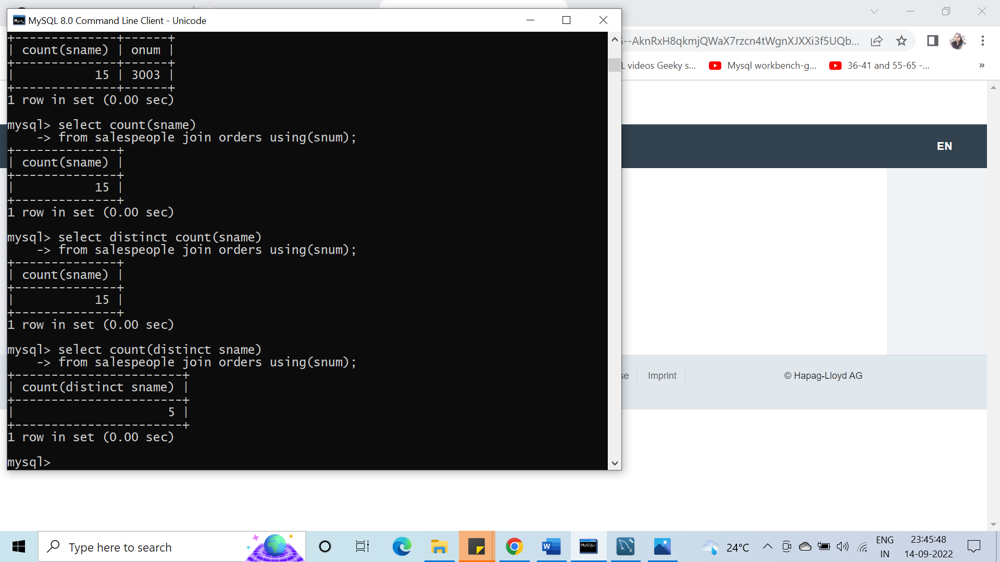 MySQL 8.0 Command Line Client - Unicode
+--------------+------+
| count(sname) | onum |
+--------------+------+
|           15 | 3003 |
+--------------+------+
1 row in set (0.00 sec)
mysql> select count(sname)
    -> from salespeople join orders using(snum);
+--------------+
| count(sname) |
+--------------+
|           15 |
+--------------+
1 row in set (0.00 sec)
mysql> select distinct count(sname)
    -> from salespeople join orders using(snum);
+--------------+
| count(sname) |
+--------------+
|           15 |
+--------------+
1 row in set (0.00 sec)
mysql> select count(distinct sname)
    -> from salespeople join orders using(snum);
+-----------------------+
| count(distinct sname) |
+-----------------------+
|                     5 |
+-----------------------+
1 row in set (0.00 sec)
mysql>
--AknRxH8qkmjQWaX7rzcn4tWgnXJXXi3f5UQb...
L videos Geeky s...
Mysql workbench-g...
36-41 and 55-65 -...
»
EN
se
Imprint
© Hapag-Lloyd AG
Type here to search
W
MySQL>
24°C
ENG
IN
23:45:48
14-09-2022